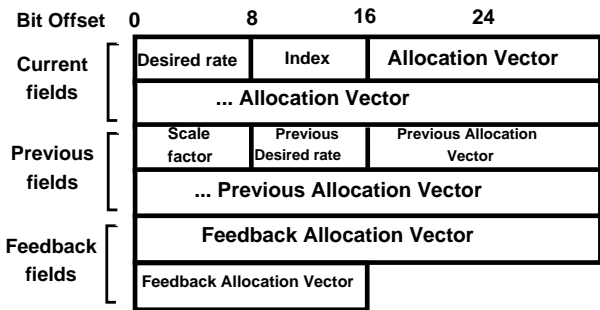 Bit Offset 0 8 16 24
Current fields
Desired rate Index Allocation Vector
... Allocation Vector
Previous fields
Scale factor Previous Desired rate Previous Allocation Vector
... Previous Allocation Vector
Feedback fields
Feedback Allocation Vector
Feedback Allocation Vector